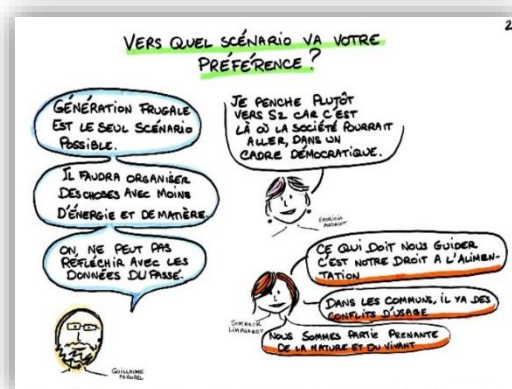 2
VERS QUEL SCÉNARIO VA VOTRE
PRÉFÉRENCE ?
GÉNÉRATION FRUGALE
EST LE SEUL SCÉNARIO
POSSIBLE.
IL FAUDRA ORGANISER
DES CHOSES AVEC MOINS
D'ÉNERGIE ET DE MATIÈRE.
ON NE PEUT PAS
RÉFLÉCHIR AVEC LES
DONNÉES DU PASSÉ.
GUILLAUME
JE PENCHE PLUTÔT
VERS S2 CAR C'EST
LÀ OÙ LA SOCIÉTÉ POURRAIT
ALLER, DANS UN
CADRE DÉMOCRATIQUE.
PATRICIA
CE QUI DOIT NOUS GUIDER
C'EST NOTRE DROIT A L'ALIMEN-
TATION
DANS LES COMMUNS, IL Y A DES
CONFLITS D'USAGE
NOUS SOMMES PARTIE PRENANTE
DE LA NATURE ET DU VIVANT